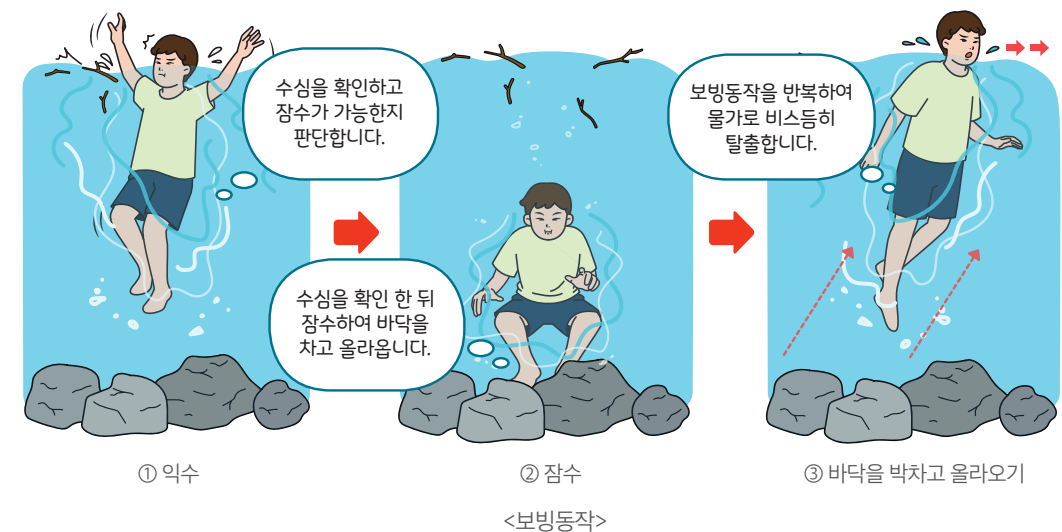 수심을 확인하고
잠수가 가능한지
판단합니다.
수심을 확인 한 뒤
잠수하여 바닥을
차고 올라옵니다.
보빙동작을 반복하여
물가로 비스듬히
탈출합니다.
① 익수
② 잠수
③ 바닥을 박차고 올라오기
<보빙동작>